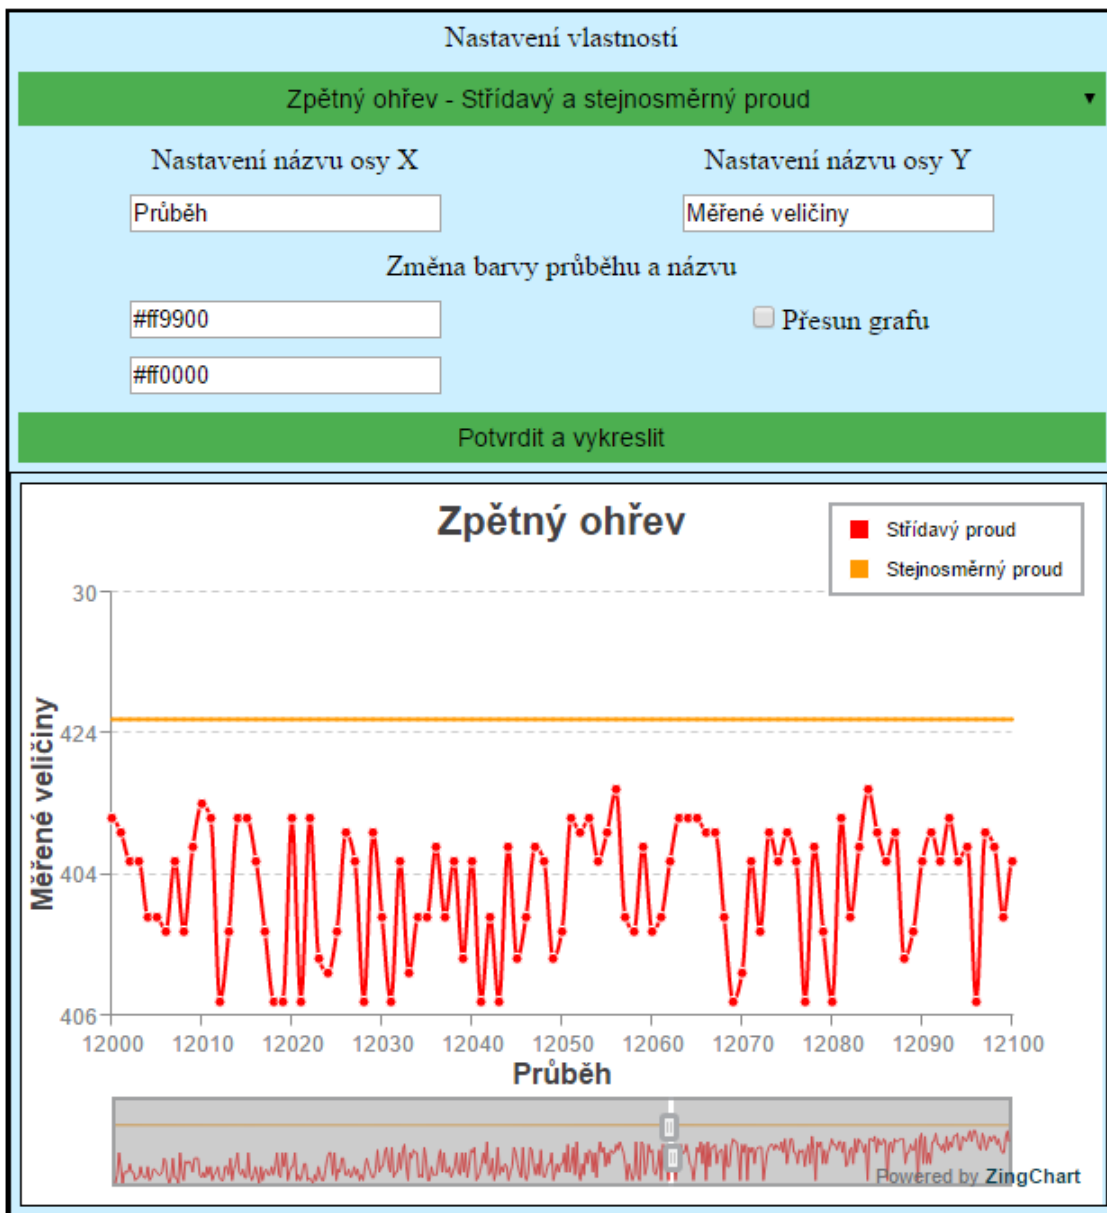 Nastavení vlastností
Zpětný ohřev - Střídavý a stejnosměrný proud
Nastavení názvu osy X
Nastavení názvu osy Y
Průběh
Měřené veličiny
Změna barvy průběhu a názvu
#ff9900
Přesun grafu
#ff0000
Potvrdit a vykreslit
Zpětný ohřev
Střídavý proud
Stejnosměrný proud
Měřené veličiny
30
424
404
406
12000 12010 12020 12030 12040 12050 12060 12070 12080 12090 12100
Průběh
Powered by ZingChart